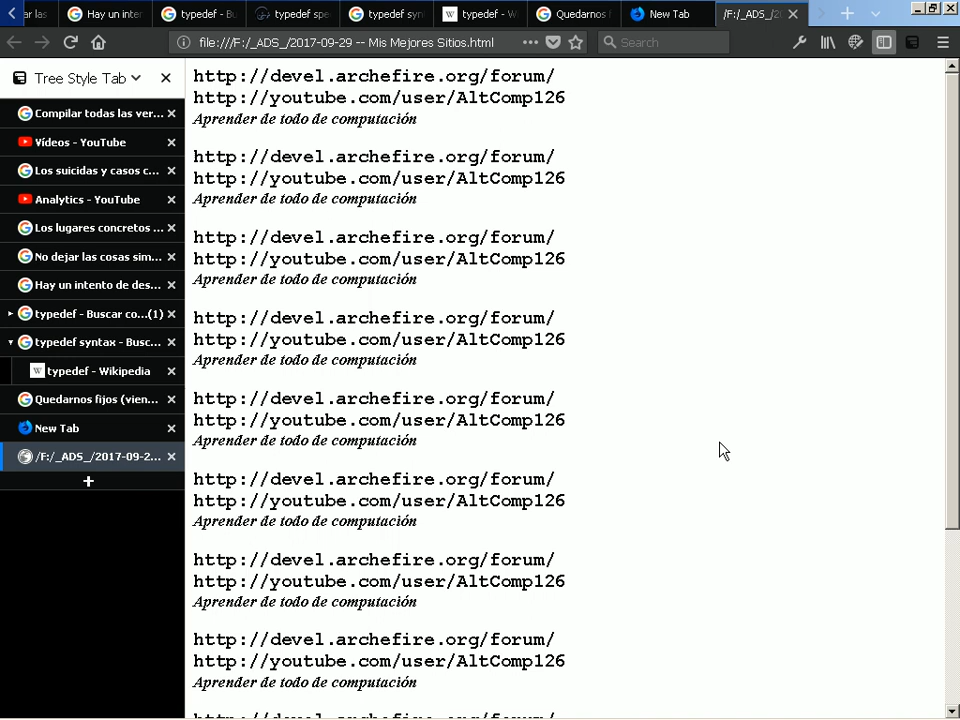 ar las
Hay un inter
typedef - Bu
typedef spe
typedef syn
typedef - W
Quedarnos f
New Tab
/F:/_ADS_/20
file:///F:/_ADS_/2017-09-29 -- Mis Mejores Sitios.html
Search
Tree Style Tab
Compilar todas las ver...
Vídeos - YouTube
Los suicidas y casos c...
Analytics - YouTube
Los lugares concretos ...
No dejar las cosas sim...
Hay un intento de des...
typedef - Buscar co...(1)
typedef syntax - Busc...
W typedef - Wikipedia
Quedarnos fijos (vien...
New Tab
/F:/_ADS_/2017-09-2...
http://devel.archefire.org/forum/
http://youtube.com/user/AltComp126
Aprender de todo de computación
http://devel.archefire.org/forum/
http://youtube.com/user/AltComp126
Aprender de todo de computación
http://devel.archefire.org/forum/
http://youtube.com/user/AltComp126
Aprender de todo de computación
http://devel.archefire.org/forum/
http://youtube.com/user/AltComp126
Aprender de todo de computación
http://devel.archefire.org/forum/
http://youtube.com/user/AltComp126
Aprender de todo de computación
http://devel.archefire.org/forum/
http://youtube.com/user/AltComp126
Aprender de todo de computación
http://devel.archefire.org/forum/
http://youtube.com/user/AltComp126
Aprender de todo de computación
http://devel.archefire.org/forum/
http://youtube.com/user/AltComp126
Aprender de todo de computación
http://devel.archefire.org/forum/